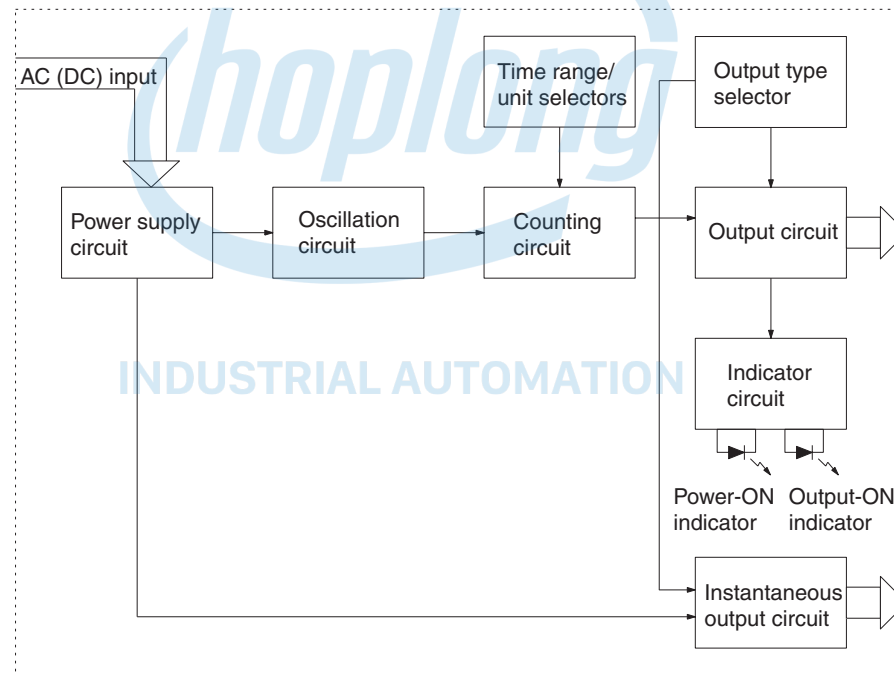 hoplong
AC (DC) input
Time range/
unit selectors
Output type
selector
Power supply
circuit
Oscillation
circuit
Counting
circuit
Output circuit
INDUSTRIAL AUTOMATION
Indicator
circuit
Power-ON
indicator
Output-ON
indicator
Instantaneous
output circuit